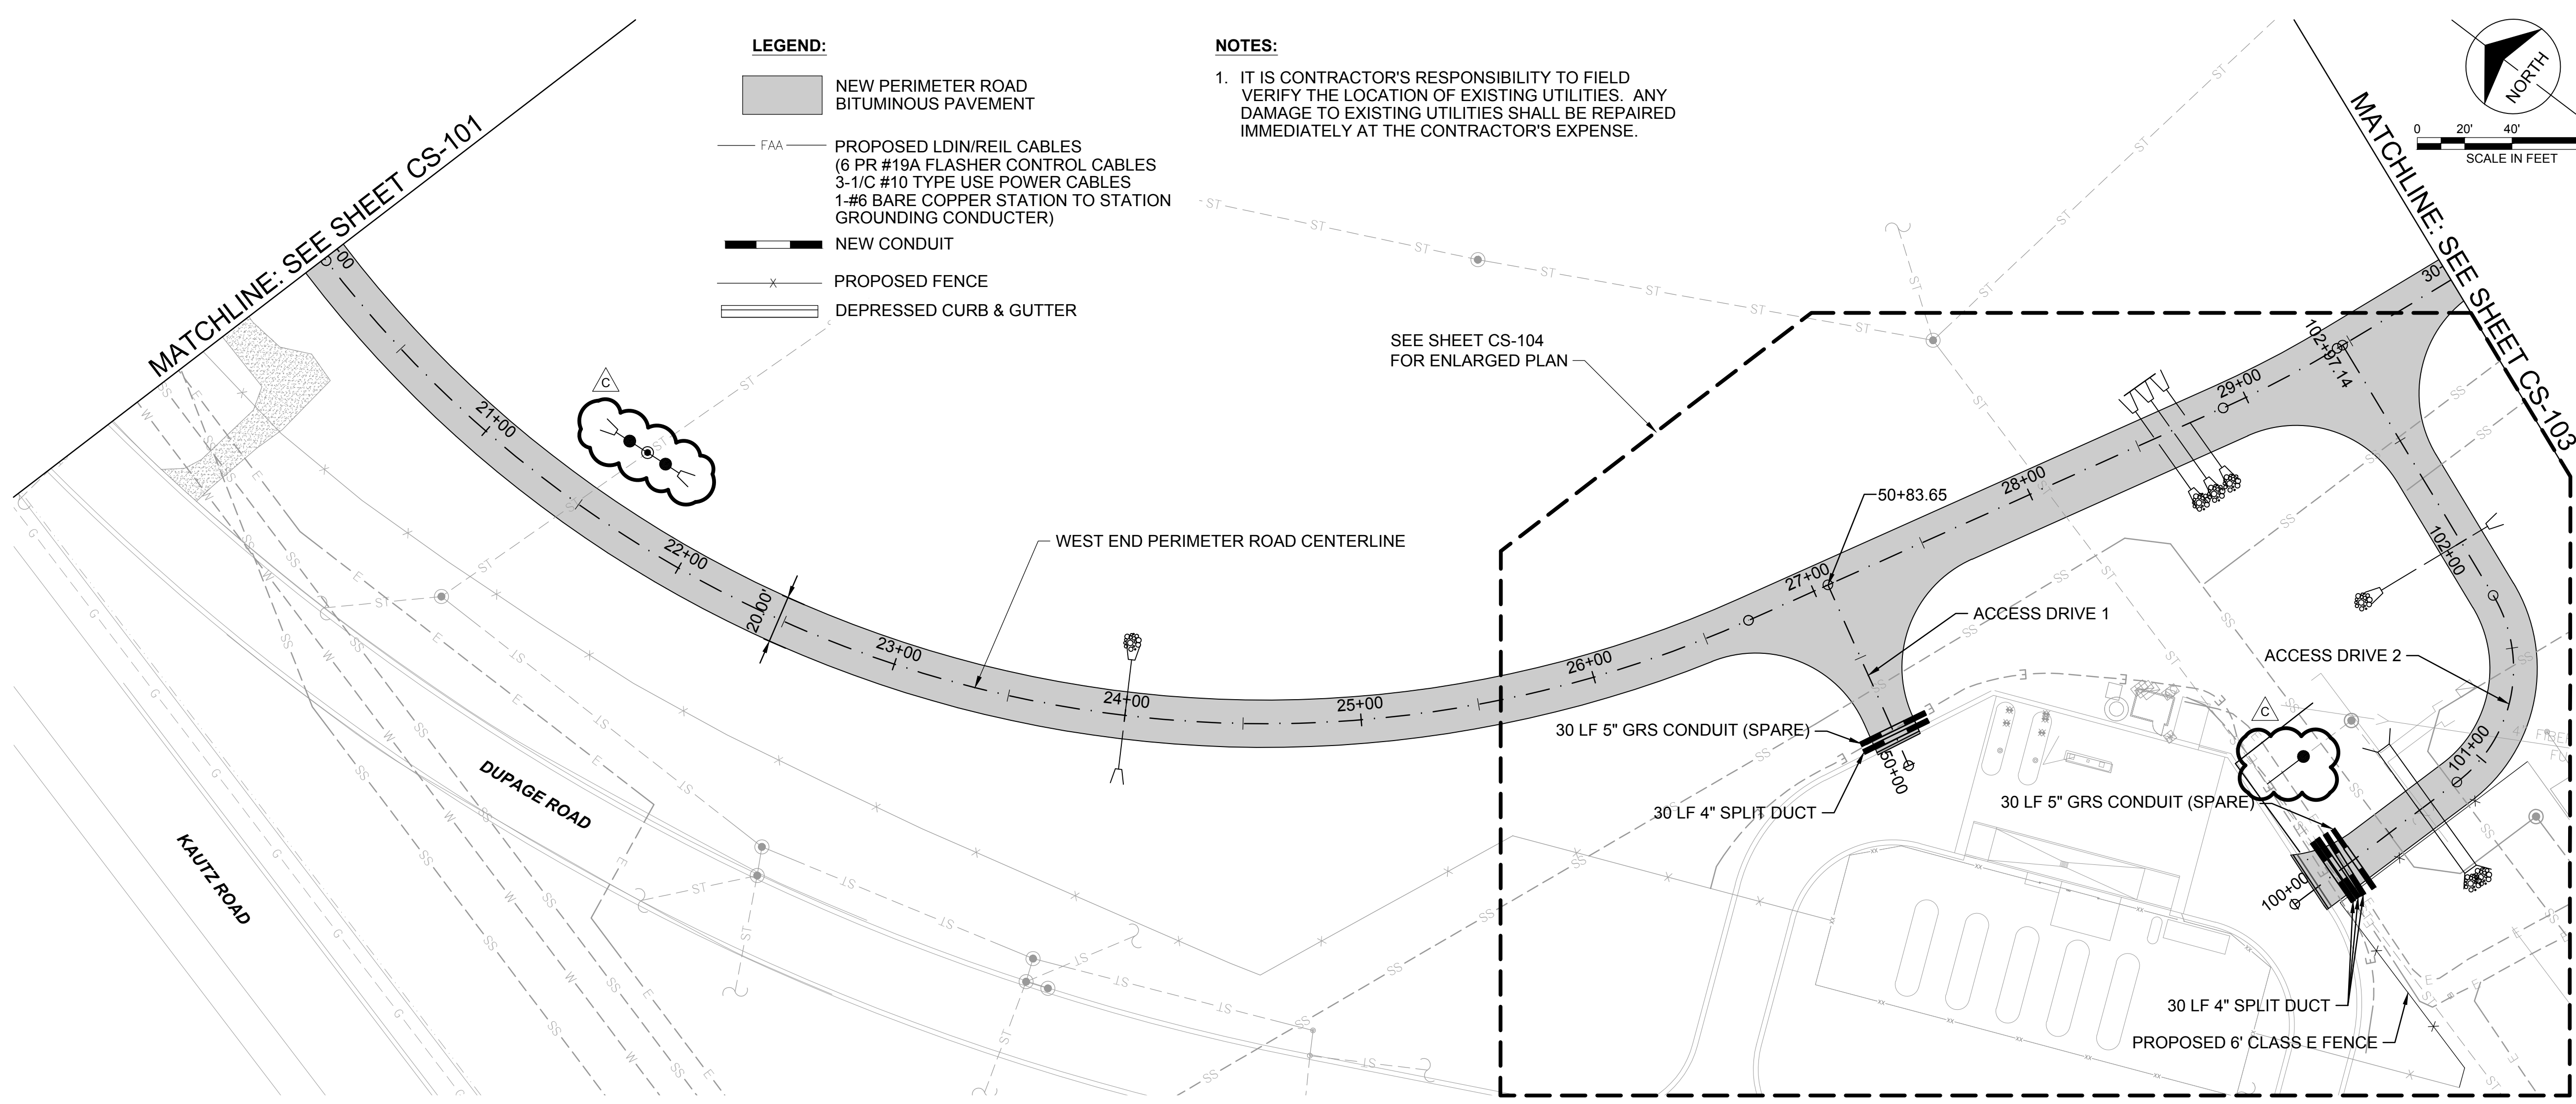 LEGEND:
NEW PERIMETER ROAD
BITUMINOUS PAVEMENT
FAA
PROPOSED LDIN/REIL CABLES
(6 PR #19A FLASHER CONTROL CABLES
3-1/C #10 TYPE USE POWER CABLES
1-#6 BARE COPPER STATION TO STATION
GROUNDING CONDUCTER)
NEW CONDUIT
X
PROPOSED FENCE
DEPRESSED CURB & GUTTER
NOTES:
1. IT IS CONTRACTOR'S RESPONSIBILITY TO FIELD
VERIFY THE LOCATION OF EXISTING UTILITIES. ANY
DAMAGE TO EXISTING UTILITIES SHALL BE REPAIRED
IMMEDIATELY AT THE CONTRACTOR'S EXPENSE.
NORTH
0 20' 40'
SCALE IN FEET
MATCHLINE: SEE SHEET CS-101
MATCHLINE: SEE SHEET CS-103
SEE SHEET CS-104
FOR ENLARGED PLAN
C
21+00
22+00
20.00'
23+00
24+00
25+00
26+00
27+00
28+00
29+00
30
WEST END PERIMETER ROAD CENTERLINE
50+83.65
102+97.14
102+00
ACCESS DRIVE 1
ACCESS DRIVE 2
101+00
C
30 LF 5" GRS CONDUIT (SPARE)
50+00
30 LF 4" SPLIT DUCT
30 LF 5" GRS CONDUIT (SPARE)
100+00
30 LF 4" SPLIT DUCT
PROPOSED 6' CLASS E FENCE
DUPAGE ROAD
KAUTZ ROAD